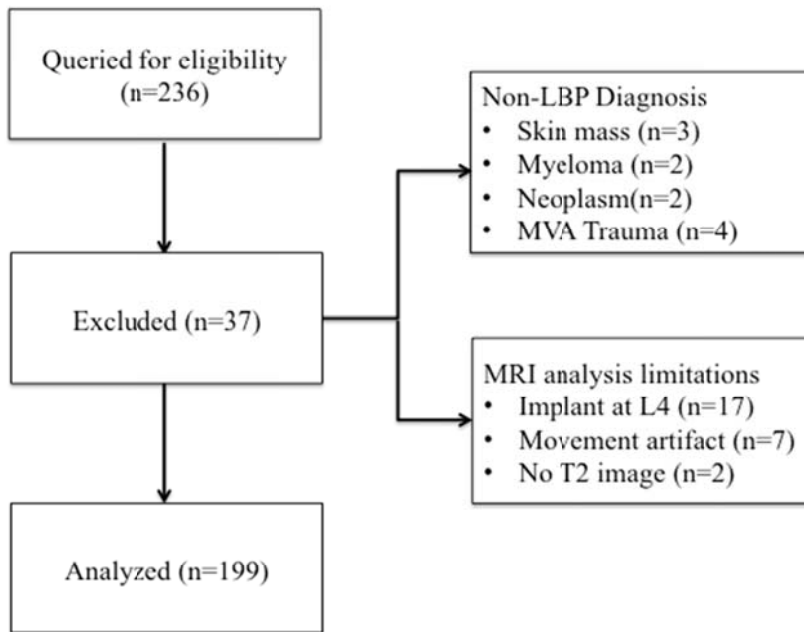 Queried for eligibility
(n=236)
Non-LBP Diagnosis
• Skin mass (n=3)
• Myeloma (n=2)
• Neoplasm(n=2)
• MVA Trauma (n=4)
Excluded (n=37)
MRI analysis limitations
• Implant at L4 (n=17)
• Movement artifact (n=7)
• No T2 image (n=2)
Analyzed (n=199)